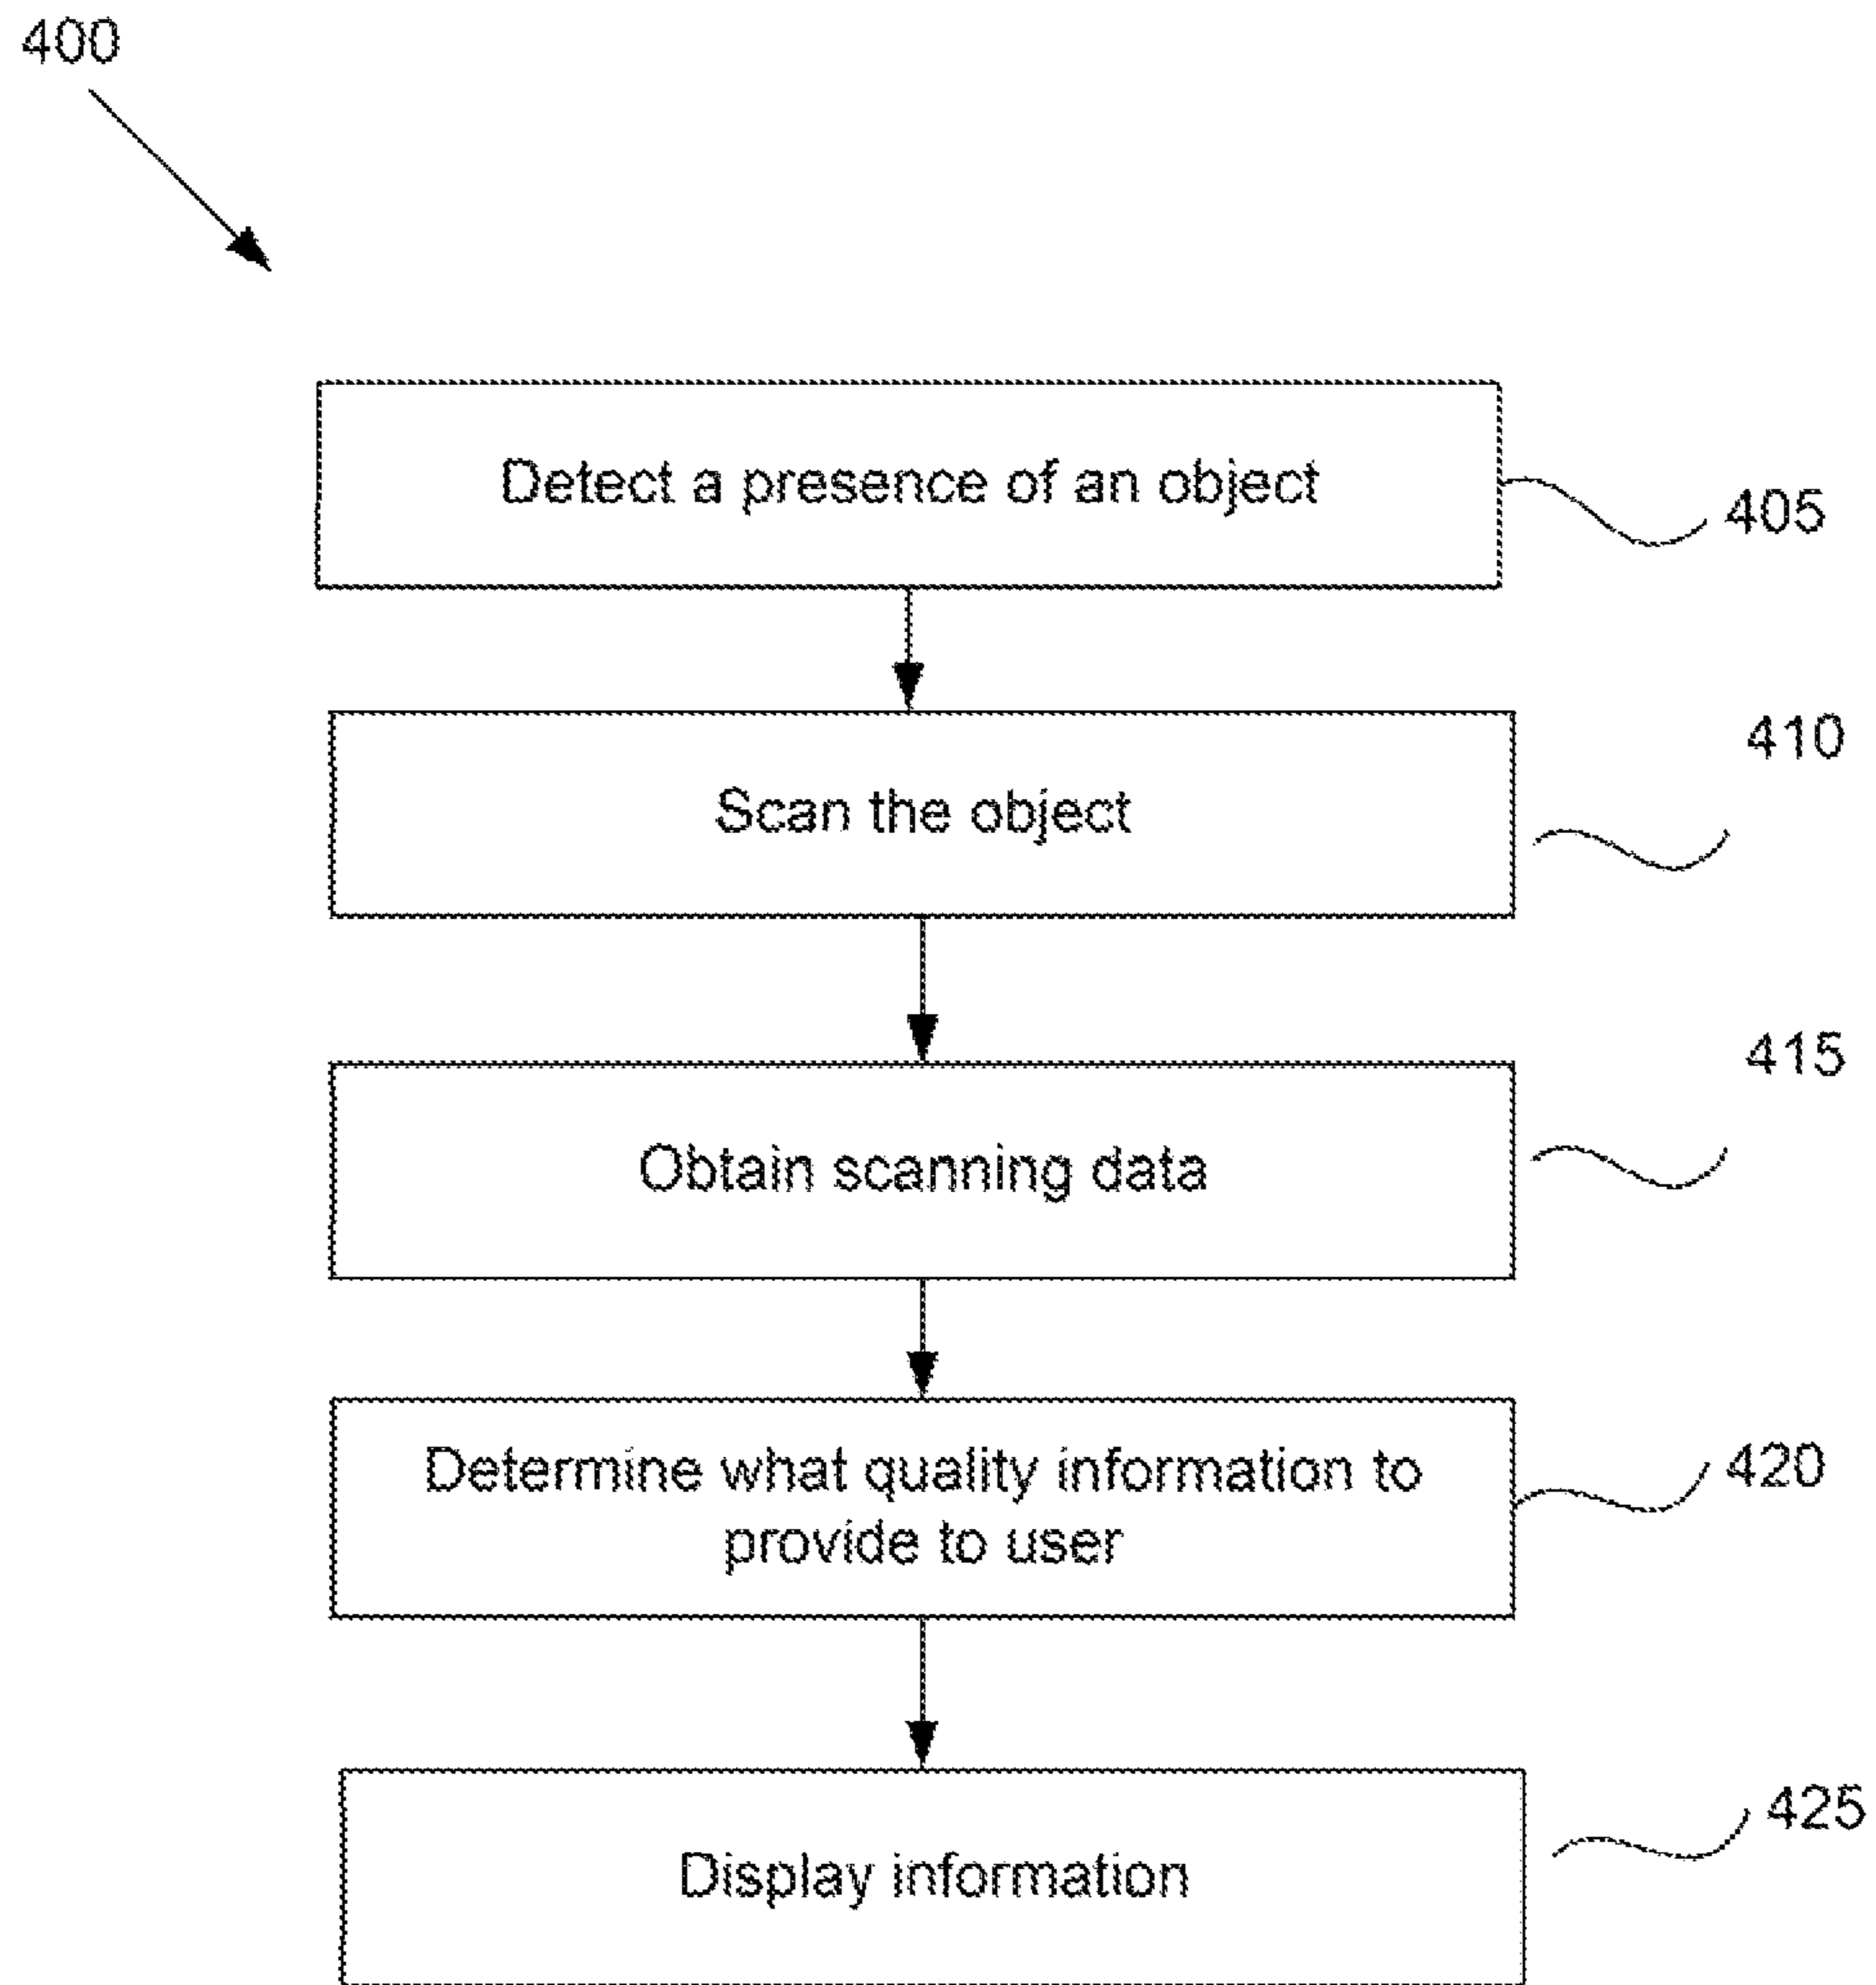 400
Detect a presence of an object
405
410
Scan the object
415
Obtain scanning data
Determine what quality information to
provide to user
420
425
Display information